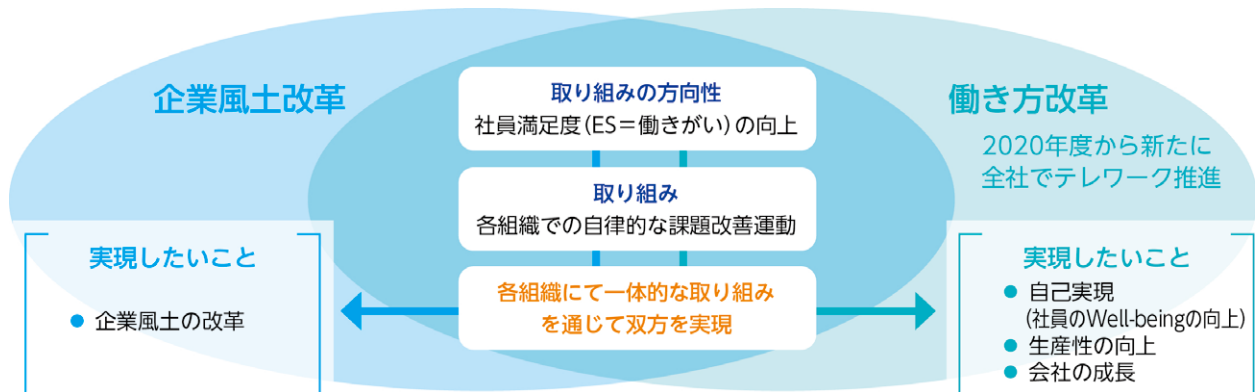 企業風土改革
取り組みの方向性
社員満足度(ES=働きがい)の向上
働き方改革
2020年度から新たに
全社でテレワーク推進
取り組み
各組織での自律的な課題改善運動
各組織にて一体的な取り組み
を通じて双方を実現
実現したいこと
● 企業風土の改革
実現したいこと
● 自己実現
(社員のWell-beingの向上)
● 生産性の向上
● 会社の成長